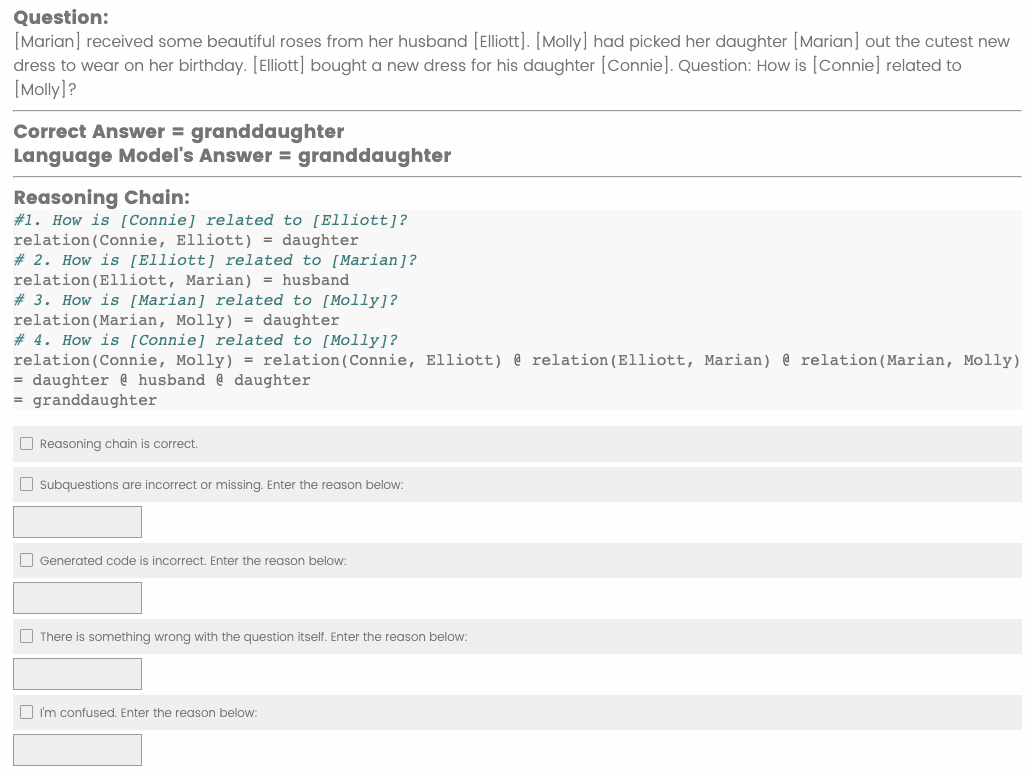 Question:
[Marian] received some beautiful roses from her husband [Elliott]. [Molly] had picked her daughter [Marian] out the cutest new
dress to wear on her birthday. [Elliott] bought a new dress for his daughter [Connie]. Question: How is [Connie] related to
[Molly]?
Correct Answer = granddaughter
Language Model's Answer = granddaughter
Reasoning Chain:
#1. How is [Connie] related to [Elliott]?
relation(Connie, Elliott) = daughter
# 2. How is [Elliott] related to [Marian]?
relation(Elliott, Marian) = husband
# 3. How is [Marian] related to [Molly]?
relation(Marian, Molly) = daughter
# 4. How is [Connie] related to [Molly]?
relation(Connie, Molly) = relation(Connie, Elliott) @ relation(Elliott, Marian) @ relation(Marian, Molly)
= daughter @ husband @ daughter
= granddaughter
Reasoning chain is correct.
Subquestions are incorrect or missing. Enter the reason below:
Generated code is incorrect. Enter the reason below:
There is something wrong with the question itself. Enter the reason below:
I'm confused. Enter the reason below: